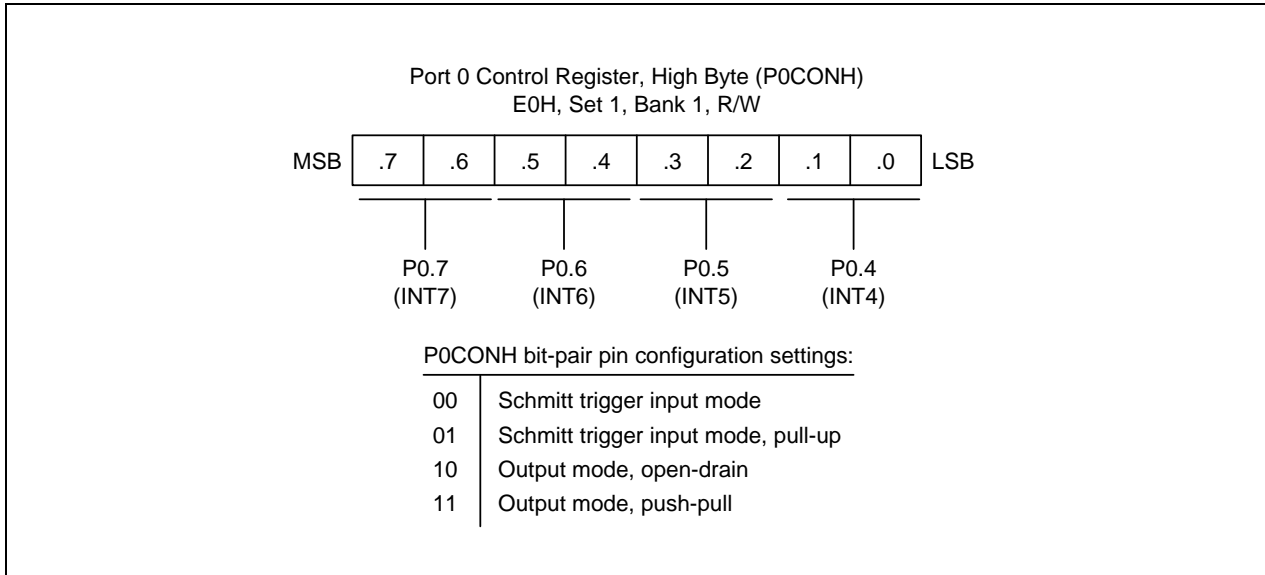 Port 0 Control Register, High Byte (P0CONH)
E0H, Set 1, Bank 1, R/W
MSB .7 .6 .5 .4 .3 .2 .1 .0 LSB
P0.7 P0.6 P0.5 P0.4
(INT7) (INT6) (INT5) (INT4)
P0CONH bit-pair pin configuration settings:
00 Schmitt trigger input mode
01 Schmitt trigger input mode, pull-up
10 Output mode, open-drain
11 Output mode, push-pull